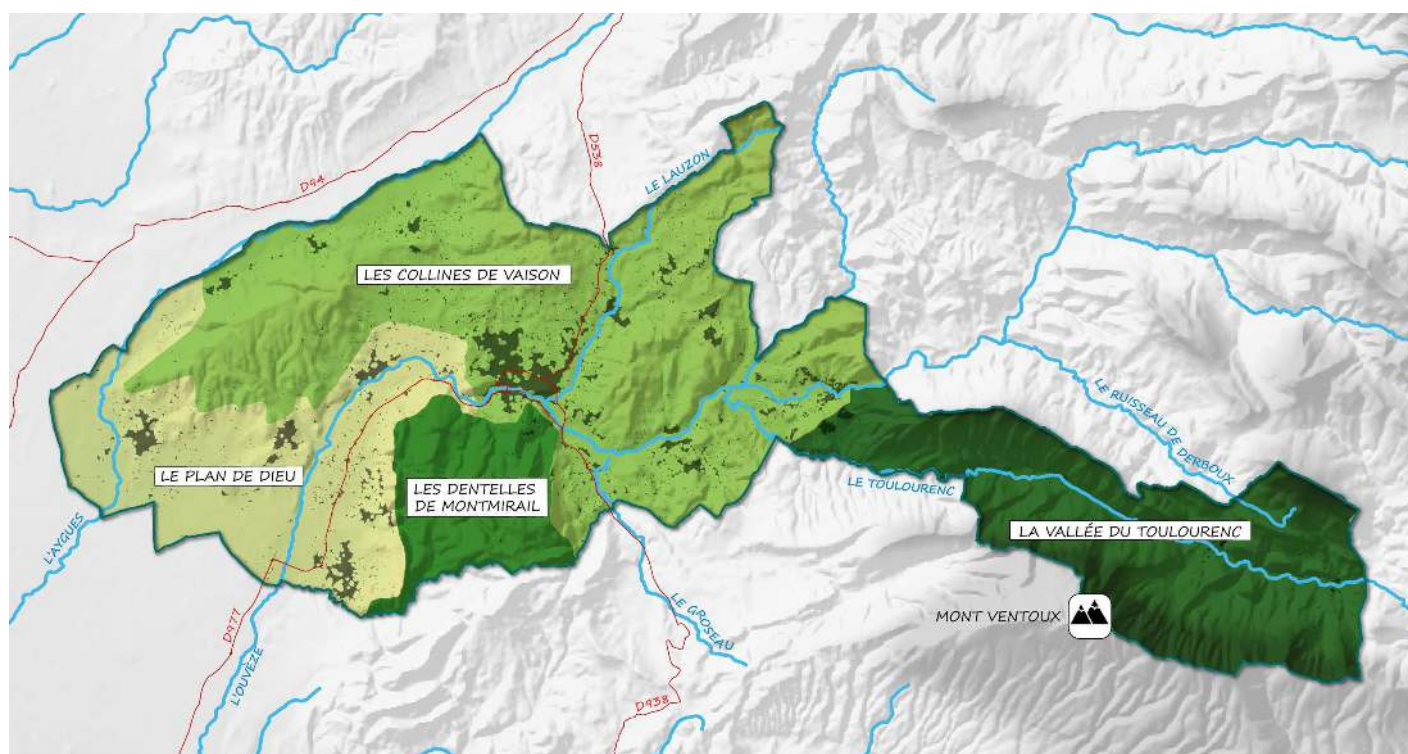 D538
LE LAUZON
D94
LES COLLINES DE VAISON
LE RUISSEAU DE DERBOUX
LE PLAN DE DIEU
LES DENTELLES
DE MONTMIRAIL
LE TOULOURENC
LA VALLÉE DU TOULOURENC
L'AYGUES
MONT VENTOUX
LE GROSEAU
D977
L'OUVÈZE
D938